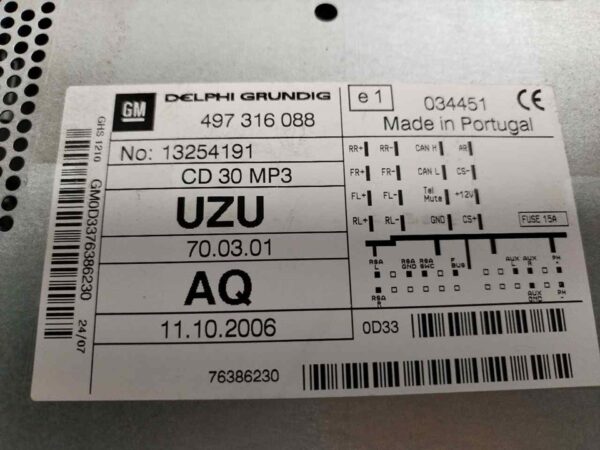 GM DELPHI GRUNDIG
497 316 088
e 1
034451
CE
Made in Portugal
No: 13254191
CD 30 MP3
UZU
70.03.01
AQ
11.10.2006
RR+ RR- CAN H AR
FR+ FR- CAN L CS-
FL+ FL- Tel Mute +12V
RL+ RL- GND CS+
FUSE 15A
RSA L RSA GND RSA SWC F BUS AUX L AUX R PH -
RSA R AUX GND PH +
0D33
76386230
GHS 1210
GM0D3376386230
24/07